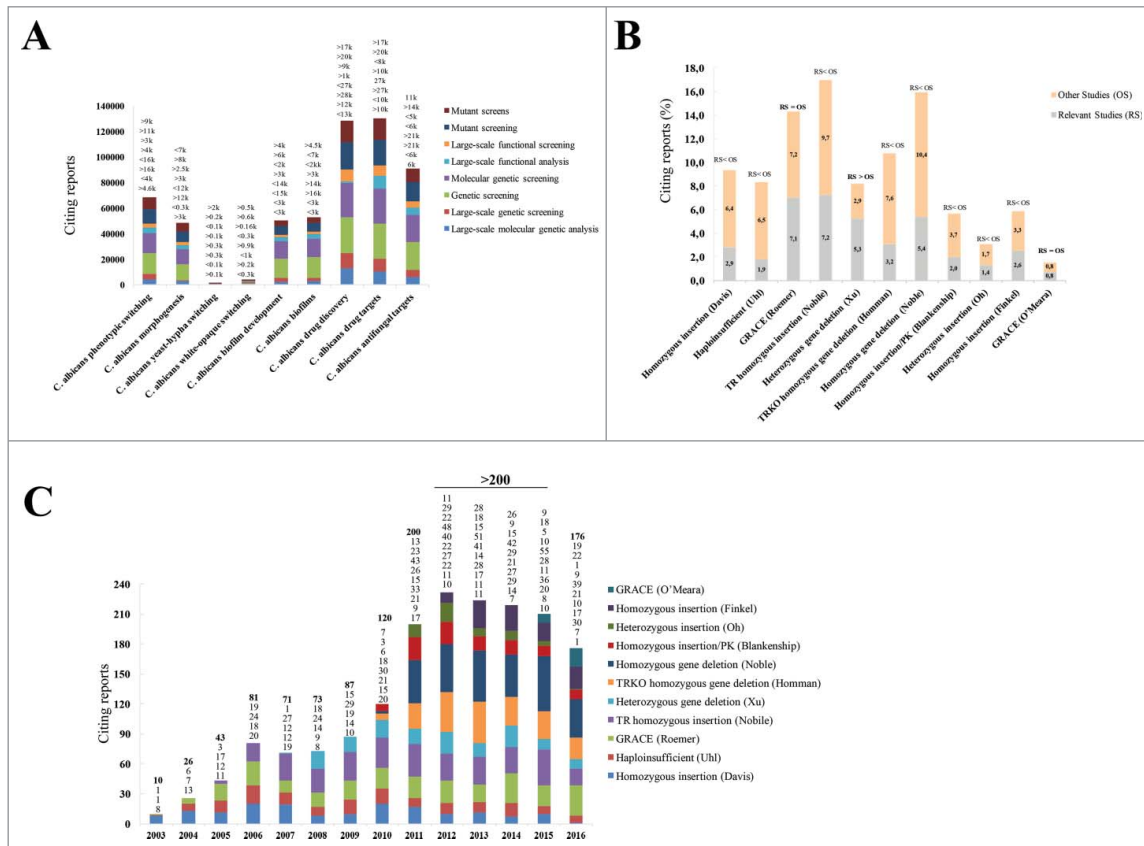 A
Citing reports
140000
120000
100000
80000
60000
40000
20000
0
>9k
>11k
>3k
>4k
<16k
>16k
<4k
>4.6k
<7k
>8k
>2.5k
>3k
<12k
>12k
<0.3k
>3k
>2k
>0.2k
<0.1k
>0.1k
>0.3k
<0.3k
>0.1k
>0.1k
>0.5k
<0.6k
>0.16k
<0.3k
>0.9k
<1k
>0.2k
<0.3k
>4k
>6k
<2k
>3k
<14k
<15k
<3k
<3k
>4.5k
<7k
<2kk
>3k
>14k
>16k
<3k
<3k
>17k
>20k
>9k
>1k
<27k
>28k
>12k
<13k
>17k
>20k
<8k
>10k
27k
>27k
<10k
>10k
11k
>14k
<5k
<6k
>21k
>21k
<6k
6k
C. albicans phenotypic switching
C. albicans morphogenesis
C. albicans yeast-hypha switching
C. albicans white-opaque switching
C. albicans biofilm development
C. albicans biofilms
C. albicans drug discovery
C. albicans drug targets
C. albicans antifungal targets
Mutant screens
Mutant screening
Large-scale functional screening
Large-scale functional analysis
Molecular genetic screening
Genetic screening
Large-scale genetic screening
Large-scale molecular genetic analysis
B
Citing reports (%)
18,0
16,0
14,0
12,0
10,0
8,0
6,0
4,0
2,0
0,0
RS< OS
6,4
2,9
RS< OS
6,5
1,9
RS = OS
7,2
7,1
RS< OS
9,7
7,2
RS > OS
2,9
5,3
RS< OS
7,6
3,2
RS< OS
10,4
5,4
RS< OS
3,7
2,0
RS< OS
1,7
1,4
RS< OS
3,3
2,6
RS = OS
0,8
0,8
Homozygous insertion (Davis)
Haploinsufficient (Uhl)
GRACE (Roemer)
TR homozygous insertion (Nobile)
Heterozygous gene deletion (Xu)
TRKO homozygous gene deletion (Homman)
Homozygous gene deletion (Noble)
Homozygous insertion/PK (Blankenship)
Heterozygous insertion (Oh)
Homozygous insertion (Finkel)
GRACE (O'Meara)
Other Studies (OS)
Relevant Studies (RS)
C
>200
Citing reports
240
210
180
150
120
90
60
30
0
10
1
1
8
26
6
7
13
43
3
17
12
11
81
19
24
18
20
71
1
27
12
12
19
73
18
24
14
9
8
87
15
29
19
14
10
120
7
3
6
18
30
21
15
20
200
13
23
43
26
15
33
21
9
17
11
29
22
48
40
22
27
22
11
10
28
18
15
51
41
14
28
17
11
11
26
9
15
42
29
21
27
29
14
7
9
18
5
10
55
28
11
36
20
8
10
176
19
22
1
9
39
21
10
17
30
7
1
2003
2004
2005
2006
2007
2008
2009
2010
2011
2012
2013
2014
2015
2016
GRACE (O'Meara)
Homozygous insertion (Finkel)
Heterozygous insertion (Oh)
Homozygous insertion/PK (Blankenship)
Homozygous gene deletion (Noble)
TRKO homozygous gene deletion (Homman)
Heterozygous gene deletion (Xu)
TR homozygous insertion (Nobile)
GRACE (Roemer)
Haploinsufficient (Uhl)
Homozygous insertion (Davis)